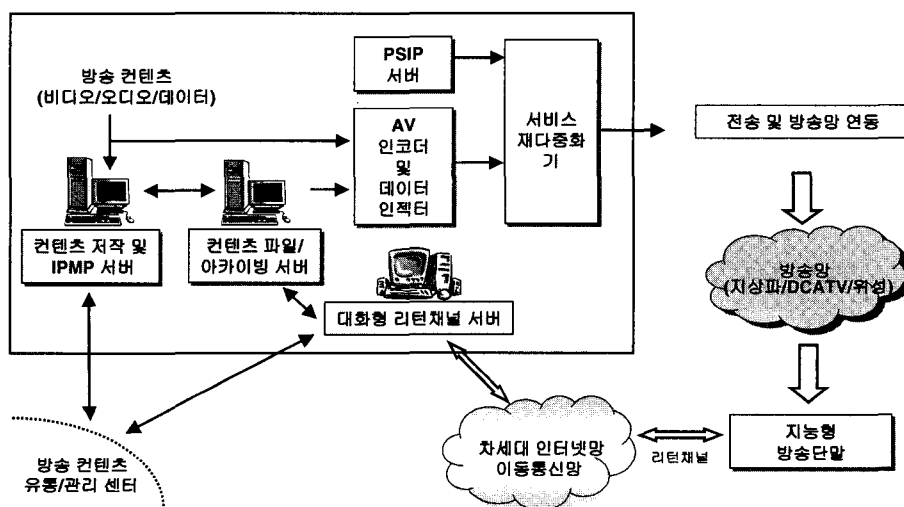 PSIP
서버
방송 컨텐츠
(비디오/오디오/데이터)
AV
인코더
및
데이터
인젝터
서비스
재다중화
기
전송 및 방송망 연동
컨텐츠 저작 및
IPMP 서버
컨텐츠 파일/
아카이빙 서버
대화형 리턴채널 서버
방송망
(지상파/DCATV/위성)
방송 컨텐츠
유통/관리 센터
차세대 인터넷망
이동통신망
리턴채널
지능형
방송단말